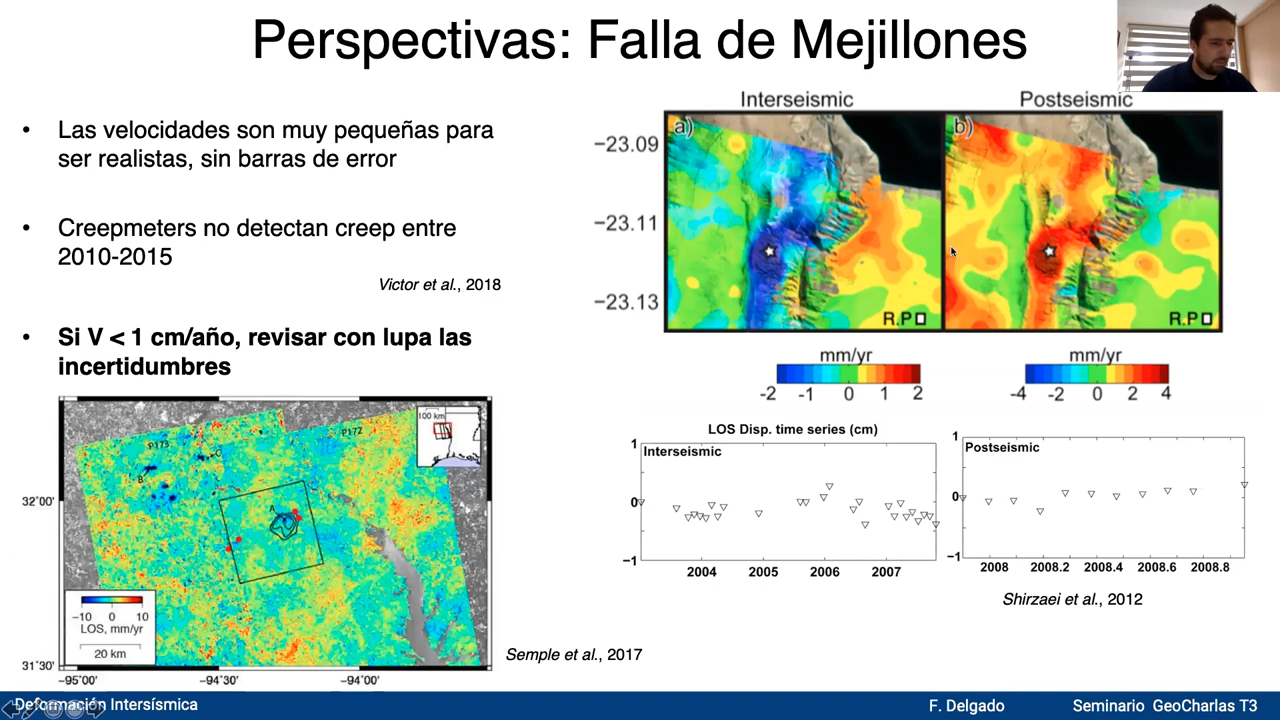 Perspectivas: Falla de Mejillones
• Las velocidades son muy pequeñas para
ser realistas, sin barras de error
• Creepmeters no detectan creep entre
2010-2015
Victor et al., 2018
• Si V < 1 cm/año, revisar con lupa las
incertidumbres
Interseismic
Postseismic
a)
b)
−23.09
−23.11
−23.13
R.P
R.P
mm/yr
-2 -1 0 1 2
mm/yr
-4 -2 0 2 4
LOS Disp. time series (cm)
Interseismic
1
0
−1
2004 2005 2006 2007
Postseismic
1
0
−1
2008 2008.2 2008.4 2008.6 2008.8
Shirzaei et al., 2012
100 km
P173
P172
B
C
A
32°00'
31°30'
−10 0 10
LOS, mm/yr
20 km
−95°00' −94°30' −94°00'
Semple et al., 2017
Deformación Intersísmica
F. Delgado
Seminario GeoCharlas T3